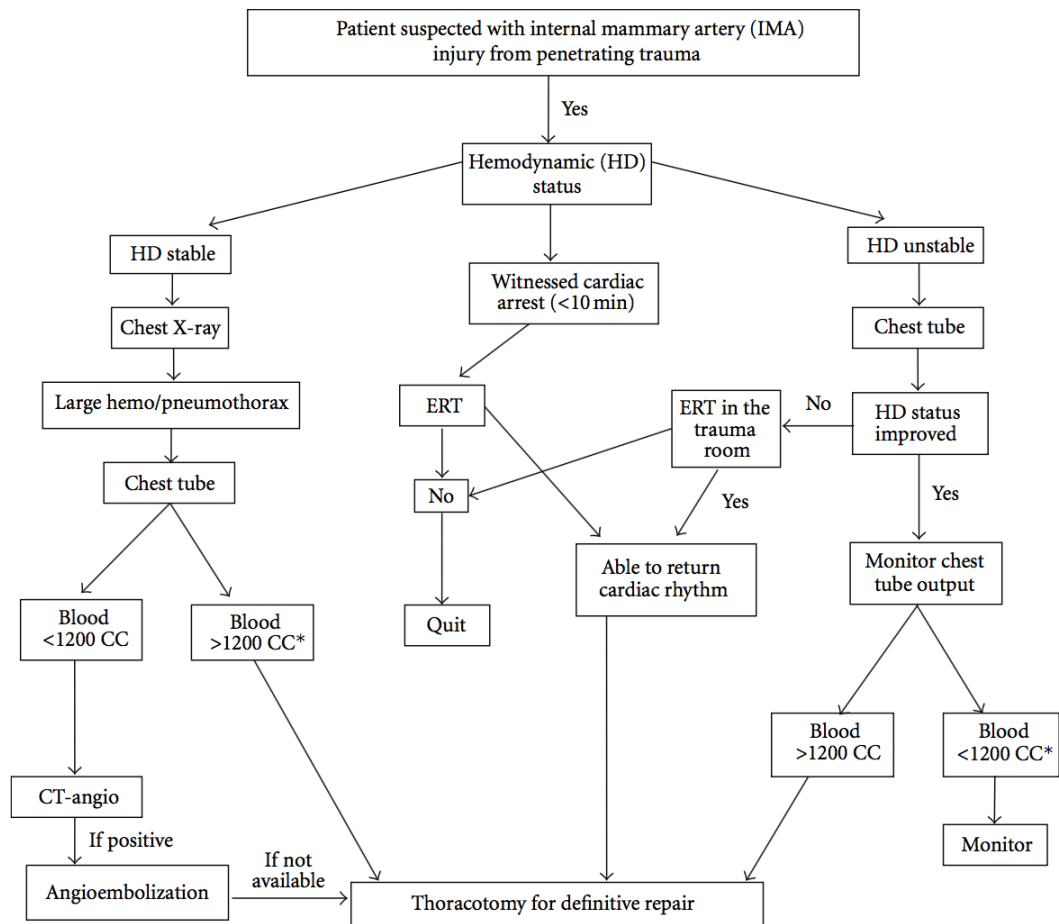 Patient suspected with internal mammary artery (IMA)
injury from penetrating trauma
Yes
Hemodynamic (HD)
status
HD stable
HD unstable
Witnessed cardiac
arrest (<10 min)
Chest X-ray
Chest tube
Large hemo/pneumothorax
ERT
ERT in the
trauma
room
No
HD status
improved
Chest tube
No
Yes
Yes
Able to return
cardiac rhythm
Monitor chest
tube output
Blood
<1200 CC
Blood
>1200 CC*
Quit
Blood
>1200 CC
Blood
<1200 CC*
CT-angio
If positive
Monitor
Angioembolization
If not
available
Thoracotomy for definitive repair